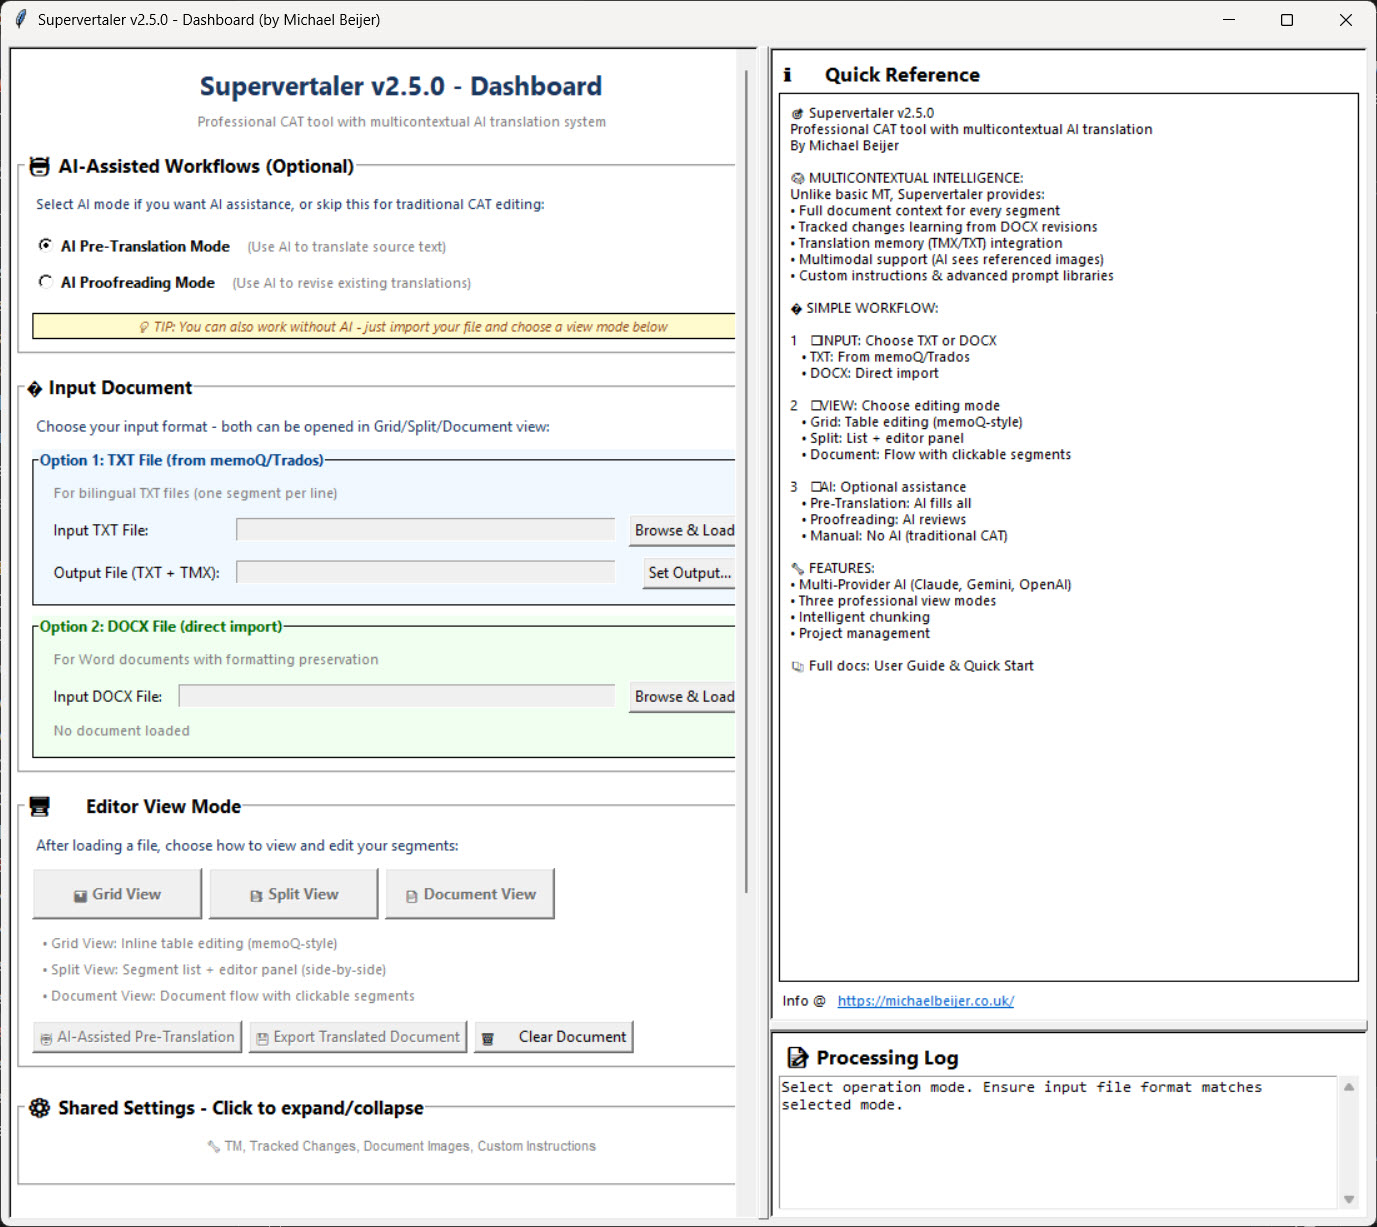 Supervertaler v2.5.0 - Dashboard (by Michael Beijer)
Supervertaler v2.5.0 - Dashboard
Professional CAT tool with multicontextual AI translation system
AI-Assisted Workflows (Optional)
Select AI mode if you want AI assistance, or skip this for traditional CAT editing:
AI Pre-Translation Mode (Use AI to translate source text)
AI Proofreading Mode (Use AI to revise existing translations)
TIP: You can also work without AI - just import your file and choose a view mode below
� Input Document
Choose your input format - both can be opened in Grid/Split/Document view:
Option 1: TXT File (from memoQ/Trados)
For bilingual TXT files (one segment per line)
Input TXT File: Browse & Load
Output File (TXT + TMX): Set Output...
Option 2: DOCX File (direct import)
For Word documents with formatting preservation
Input DOCX File: Browse & Load
No document loaded
Editor View Mode
After loading a file, choose how to view and edit your segments:
Grid View Split View Document View
• Grid View: Inline table editing (memoQ-style)
• Split View: Segment list + editor panel (side-by-side)
• Document View: Document flow with clickable segments
AI-Assisted Pre-Translation Export Translated Document Clear Document
Shared Settings - Click to expand/collapse
TM, Tracked Changes, Document Images, Custom Instructions
Quick Reference
Supervertaler v2.5.0
Professional CAT tool with multicontextual AI translation
By Michael Beijer
MULTICONTEXTUAL INTELLIGENCE:
Unlike basic MT, Supervertaler provides:
• Full document context for every segment
• Tracked changes learning from DOCX revisions
• Translation memory (TMX/TXT) integration
• Multimodal support (AI sees referenced images)
• Custom instructions & advanced prompt libraries
� SIMPLE WORKFLOW:
1 INPUT: Choose TXT or DOCX
• TXT: From memoQ/Trados
• DOCX: Direct import
2 VIEW: Choose editing mode
• Grid: Table editing (memoQ-style)
• Split: List + editor panel
• Document: Flow with clickable segments
3 AI: Optional assistance
• Pre-Translation: AI fills all
• Proofreading: AI reviews
• Manual: No AI (traditional CAT)
FEATURES:
• Multi-Provider AI (Claude, Gemini, OpenAI)
• Three professional view modes
• Intelligent chunking
• Project management
Full docs: User Guide & Quick Start
Info @ https://michaelbeijer.co.uk/
Processing Log
Select operation mode. Ensure input file format matches
selected mode.